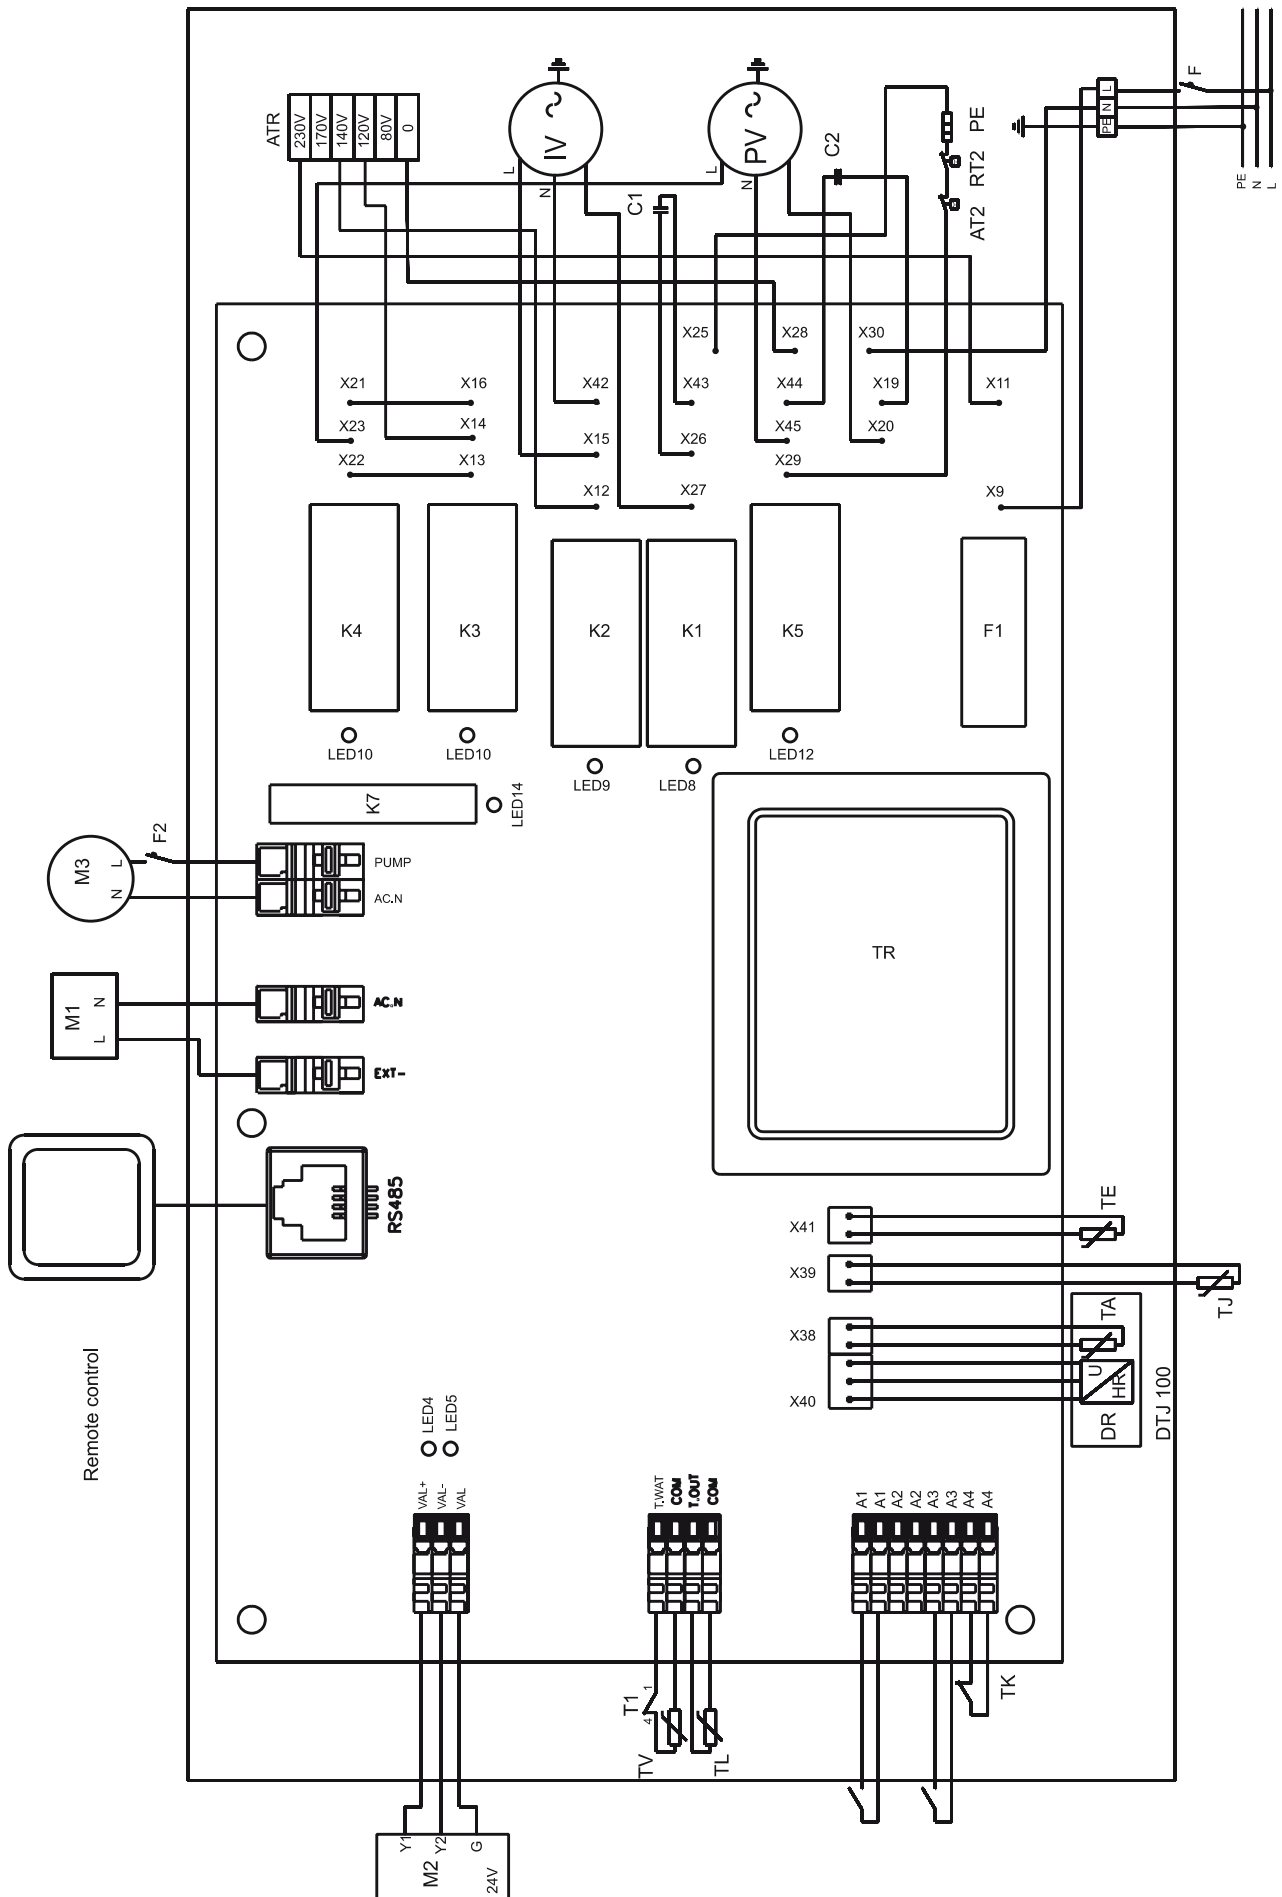 ATR
230V
170V
140V
120V
80V
0
IV
L
N
PV
L
N
C1
C2
PE
RT2
AT2
L
N
PE
F
PE
N
L
X25
X28
X30
X21
X16
X42
X43
X44
X19
X11
X23
X14
X15
X26
X45
X20
X22
X13
X29
X12
X27
X9
K4
K3
K2
K1
K5
F1
LED10
LED10
LED9
LED8
LED12
K7
LED14
M3
L
N
F2
PUMP
AC.N
TR
M1
N
L
AC.N
EXT-
RS485
Remote control
X41
TE
X39
TJ
X38
TA
X40
U
HR
DR
DTJ 100
LED4
LED5
VAL+
VAL-
VAL
T.WAT
COM
T.OUT
COM
A1
A1
A2
A2
A3
A3
A4
A4
T1
1
4
TV
TL
TK
Y1
Y2
G
M2
24V